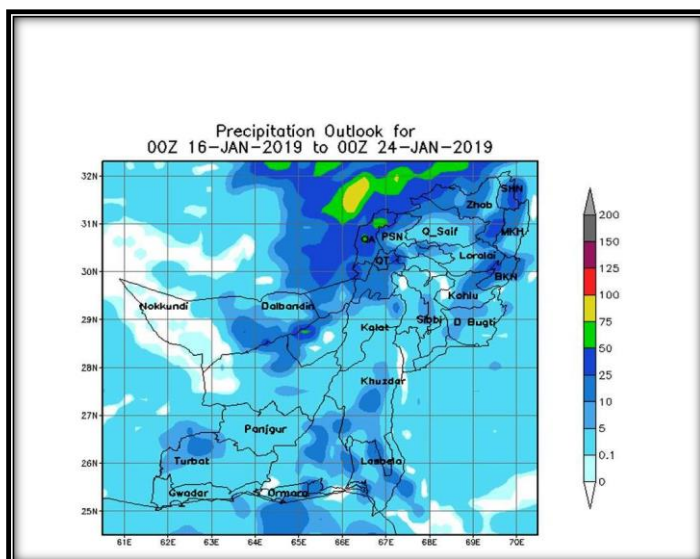 Precipitation Outlook for
00Z 16-JAN-2019 to 00Z 24-JAN-2019
32N
31N
30N
29N
28N
27N
26N
25N
SHN
Zhob
QA PSN Q_Saif MKH
QT Loralai
BKN
Kohlu
Nokkundi Dalbandin
Sibbi D Bugti
Kalat
Khuzdar
Panjgur
Turbat Lasbela
Gwadar Ormara
61E 62E 63E 64E 65E 66E 67E 68E 69E 70E
200
150
125
100
75
50
25
10
5
0.1
0